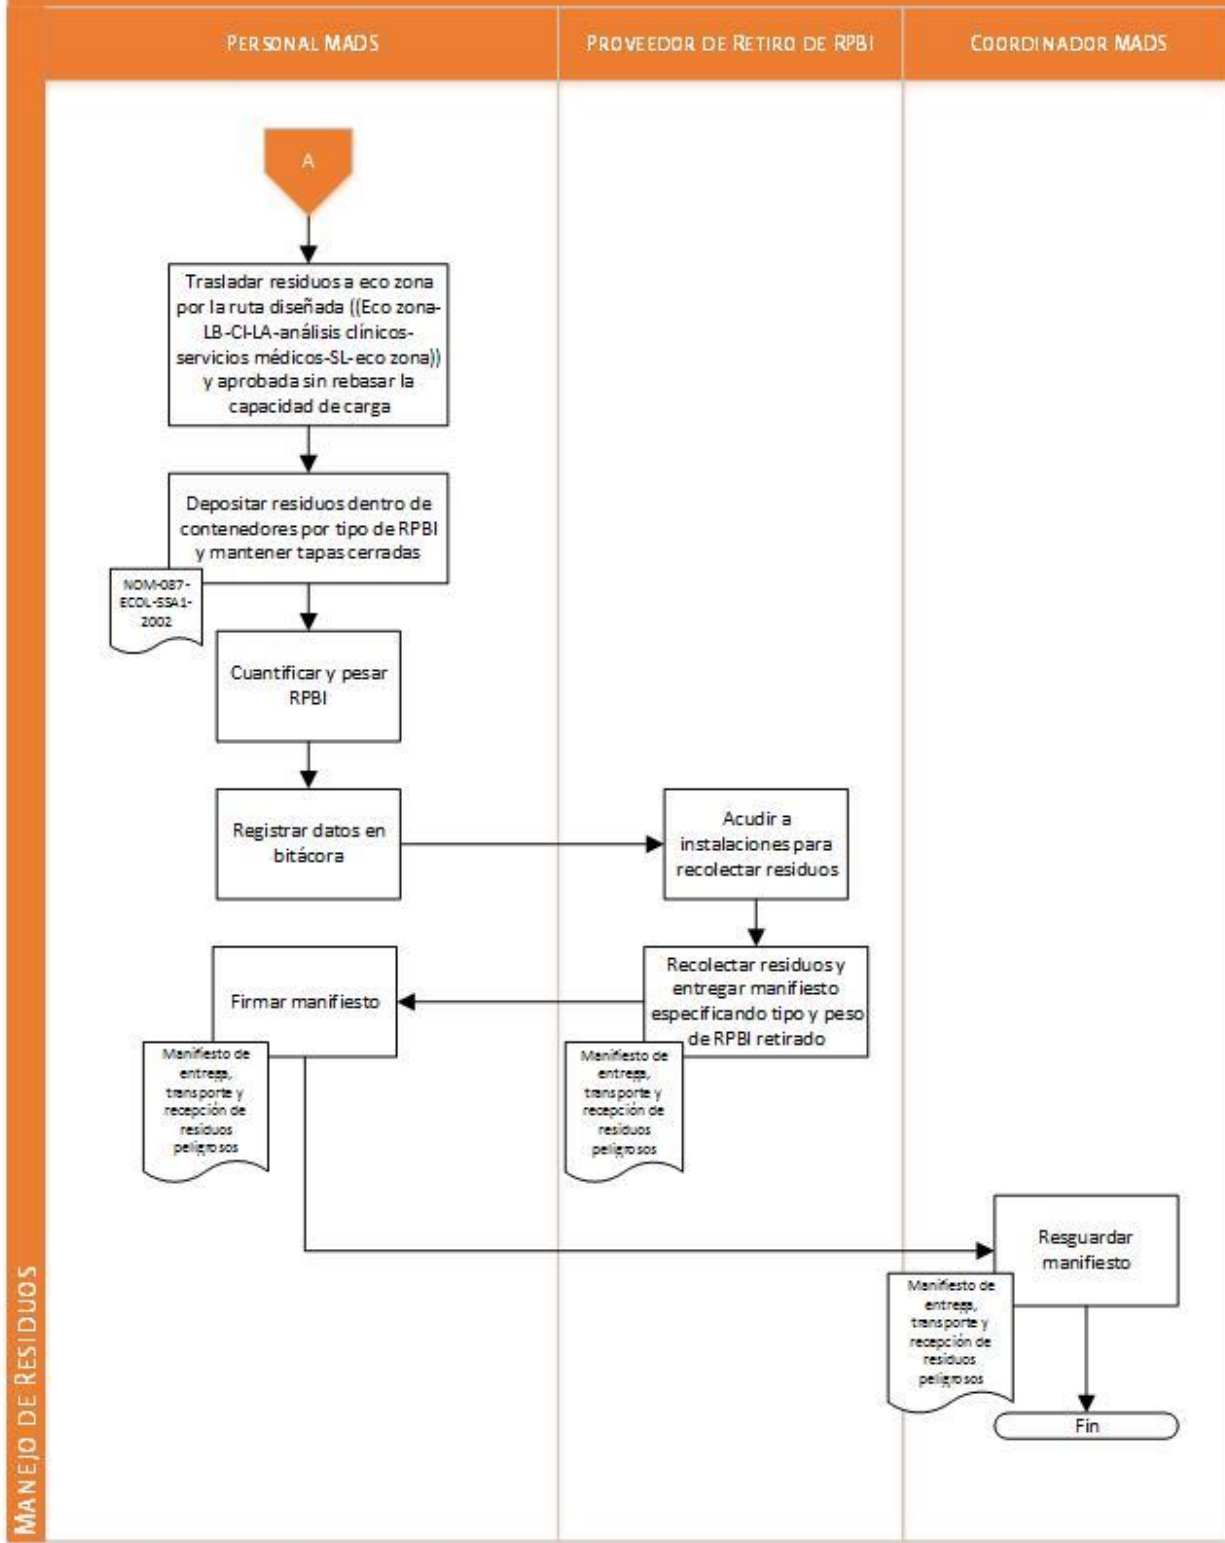 PERSONAL MADS
PROVEEDOR DE RETIRO DE RPBI
COORDINADOR MADS
A
Trasladar residuos a eco zona
por la ruta diseñada ((Eco zona-
LB-CI-LA-análisis clínicos-
servicios médicos-SL-eco zona))
y aprobada sin rebasar la
capacidad de carga
Depositar residuos dentro de
contenedores por tipo de RPBI
y mantener tapas cerradas
NOM-087-
ECOL-SSA1-
2002
Cuantificar y pesar
RPBI
Registrar datos en
bitácora
Acudir a
instalaciones para
recolectar residuos
Recolectar residuos y
entregar manifiesto
especificando tipo y peso
de RPBI retirado
Manifiesto de
entrega,
transporte y
recepción de
residuos
peligrosos
Firmar manifiesto
Manifiesto de
entrega,
transporte y
recepción de
residuos
peligrosos
Resguardar
manifiesto
Manifiesto de
entrega,
transporte y
recepción de
residuos
peligrosos
Fin
MANEJO DE RESIDUOS